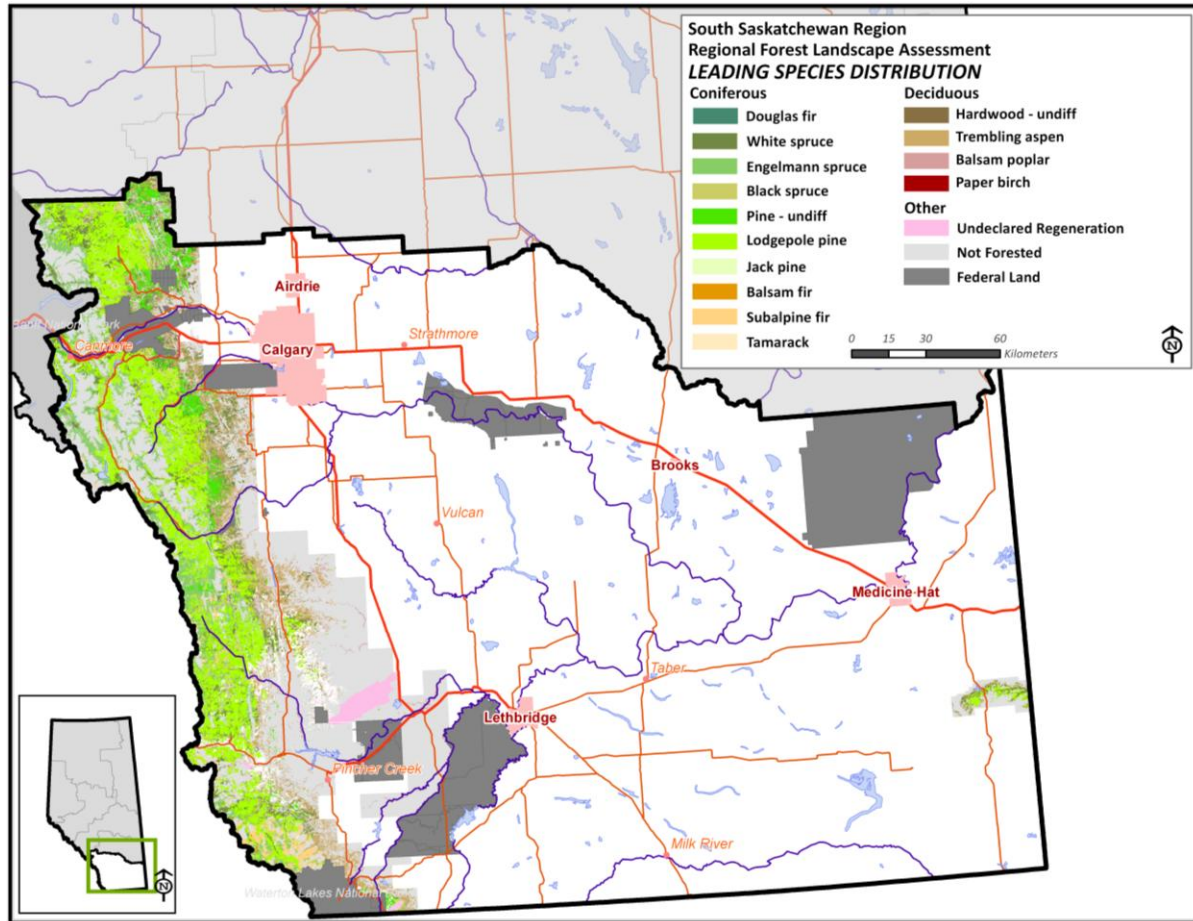 South Saskatchewan Region
Regional Forest Landscape Assessment
LEADING SPECIES DISTRIBUTION
Coniferous
Douglas fir
White spruce
Engelmann spruce
Black spruce
Pine - undiff
Lodgepole pine
Jack pine
Balsam fir
Subalpine fir
Tamarack
Deciduous
Hardwood - undiff
Trembling aspen
Balsam poplar
Paper birch
Other
Undeclared Regeneration
Not Forested
Federal Land
0 15 30 60
Kilometers
N
Airdrie
Canmore
Calgary
Strathmore
Brooks
Vulcan
Medicine Hat
Taber
Lethbridge
Pincher Creek
Milk River
Waterton Lakes National
N